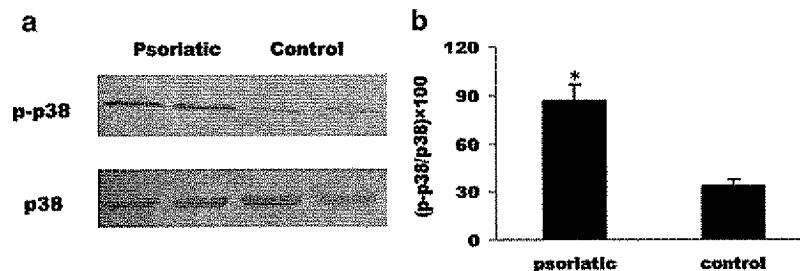 a
Psoriatic Control
p-p38
p38
b
(p-p38/p38)×100
120
90
60
30
0
*
psoriatic control